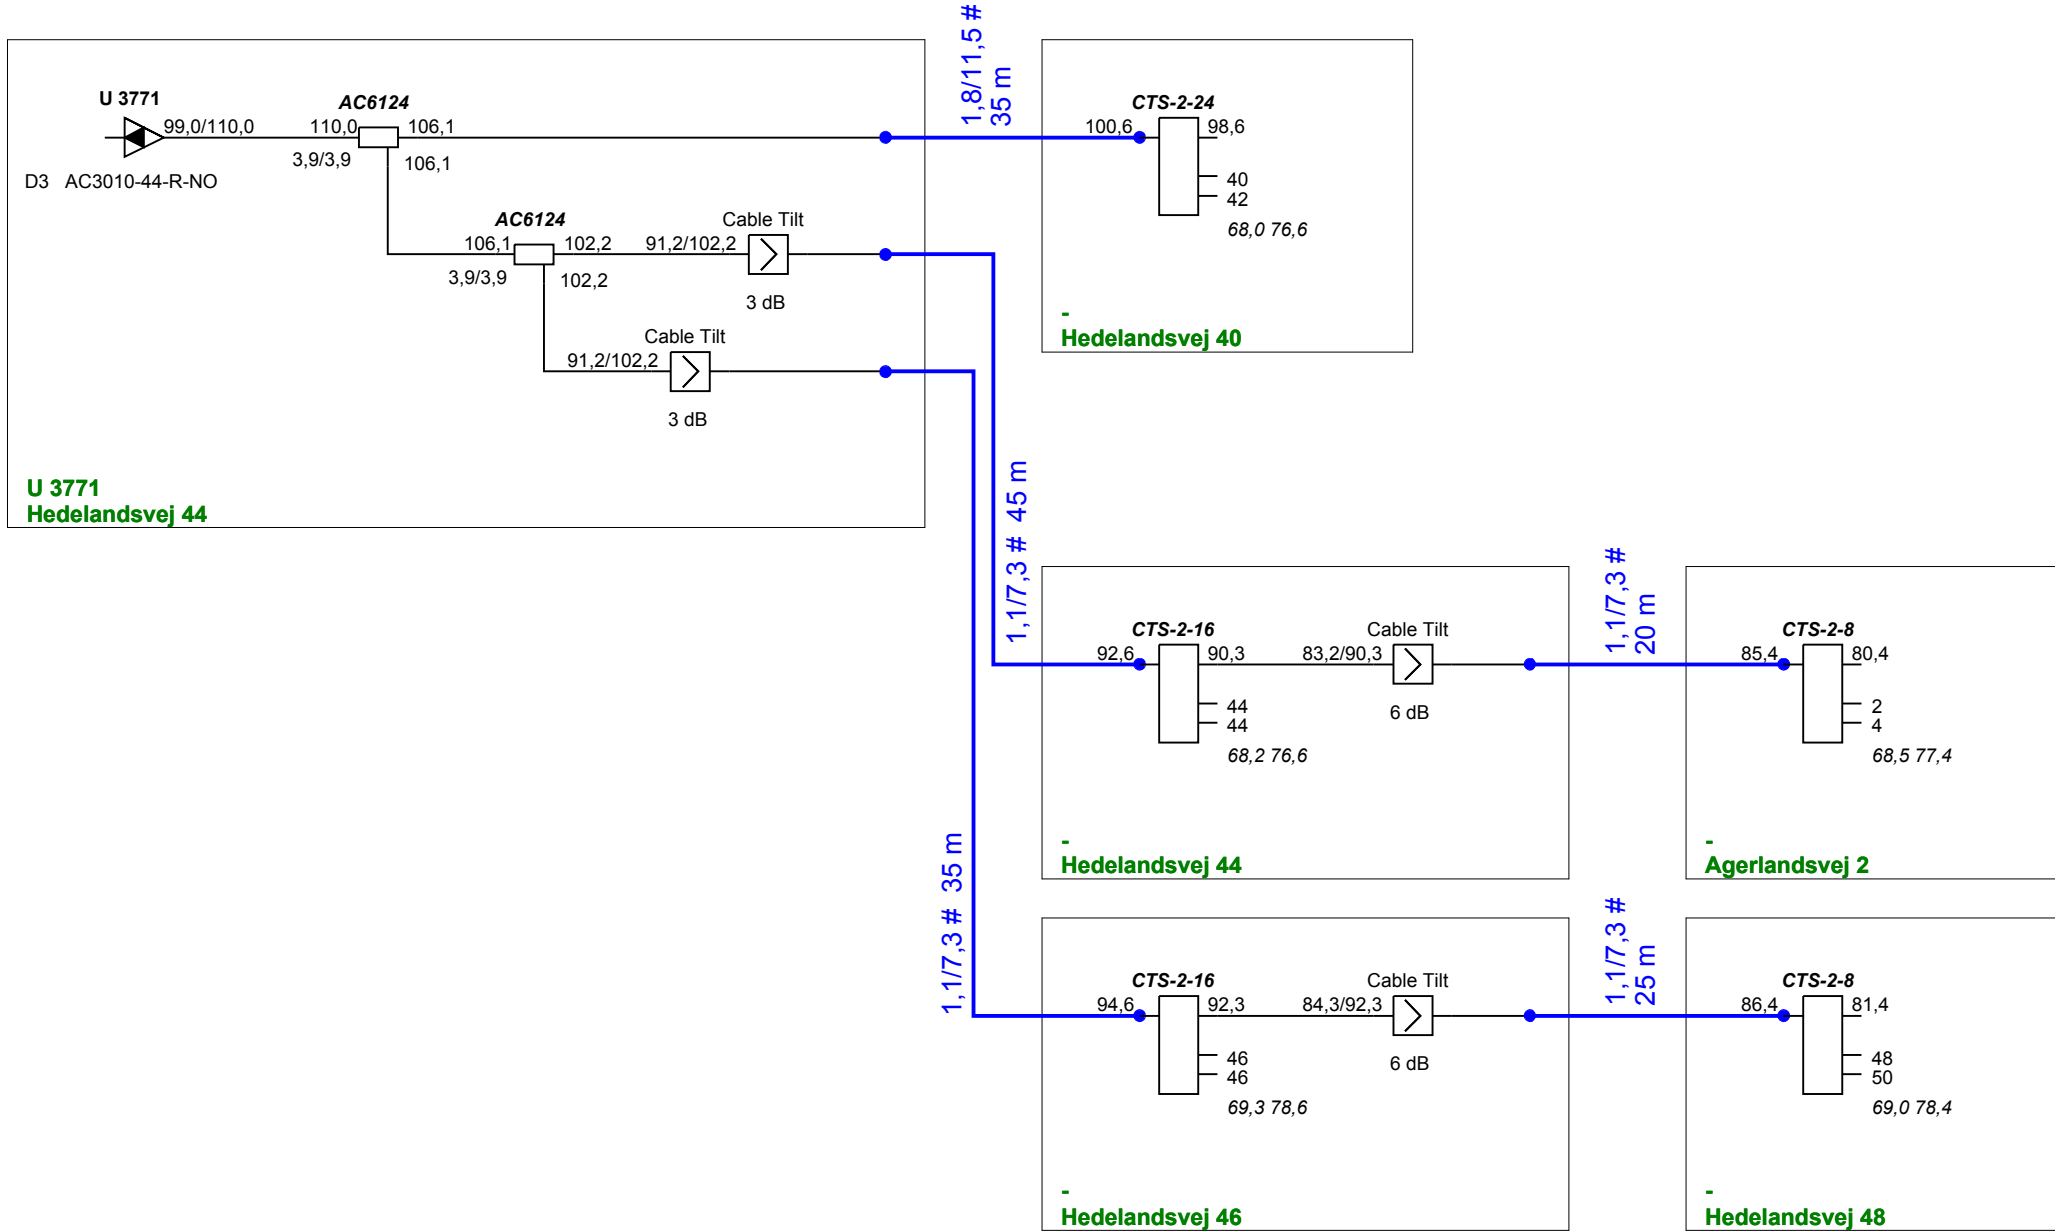 U 3771
99,0/110,0
D3 AC3010-44-R-NO
AC6124
110,0
106,1
3,9/3,9
106,1
AC6124
106,1
102,2
3,9/3,9
102,2
91,2/102,2
Cable Tilt
3 dB
Cable Tilt
91,2/102,2
3 dB
U 3771
Hedelandsvej 44
1,8/11,5 #
35 m
CTS-2-24
100,6
98,6
40
42
68,0 76,6
-
Hedelandsvej 40
1,1/7,3 # 45 m
CTS-2-16
92,6
90,3
44
44
68,2 76,6
83,2/90,3
Cable Tilt
6 dB
-
Hedelandsvej 44
1,1/7,3 #
20 m
CTS-2-8
85,4
80,4
2
4
68,5 77,4
-
Agerlandsvej 2
1,1/7,3 # 35 m
CTS-2-16
94,6
92,3
46
46
69,3 78,6
84,3/92,3
Cable Tilt
6 dB
-
Hedelandsvej 46
1,1/7,3 #
25 m
CTS-2-8
86,4
81,4
48
50
69,0 78,4
-
Hedelandsvej 48